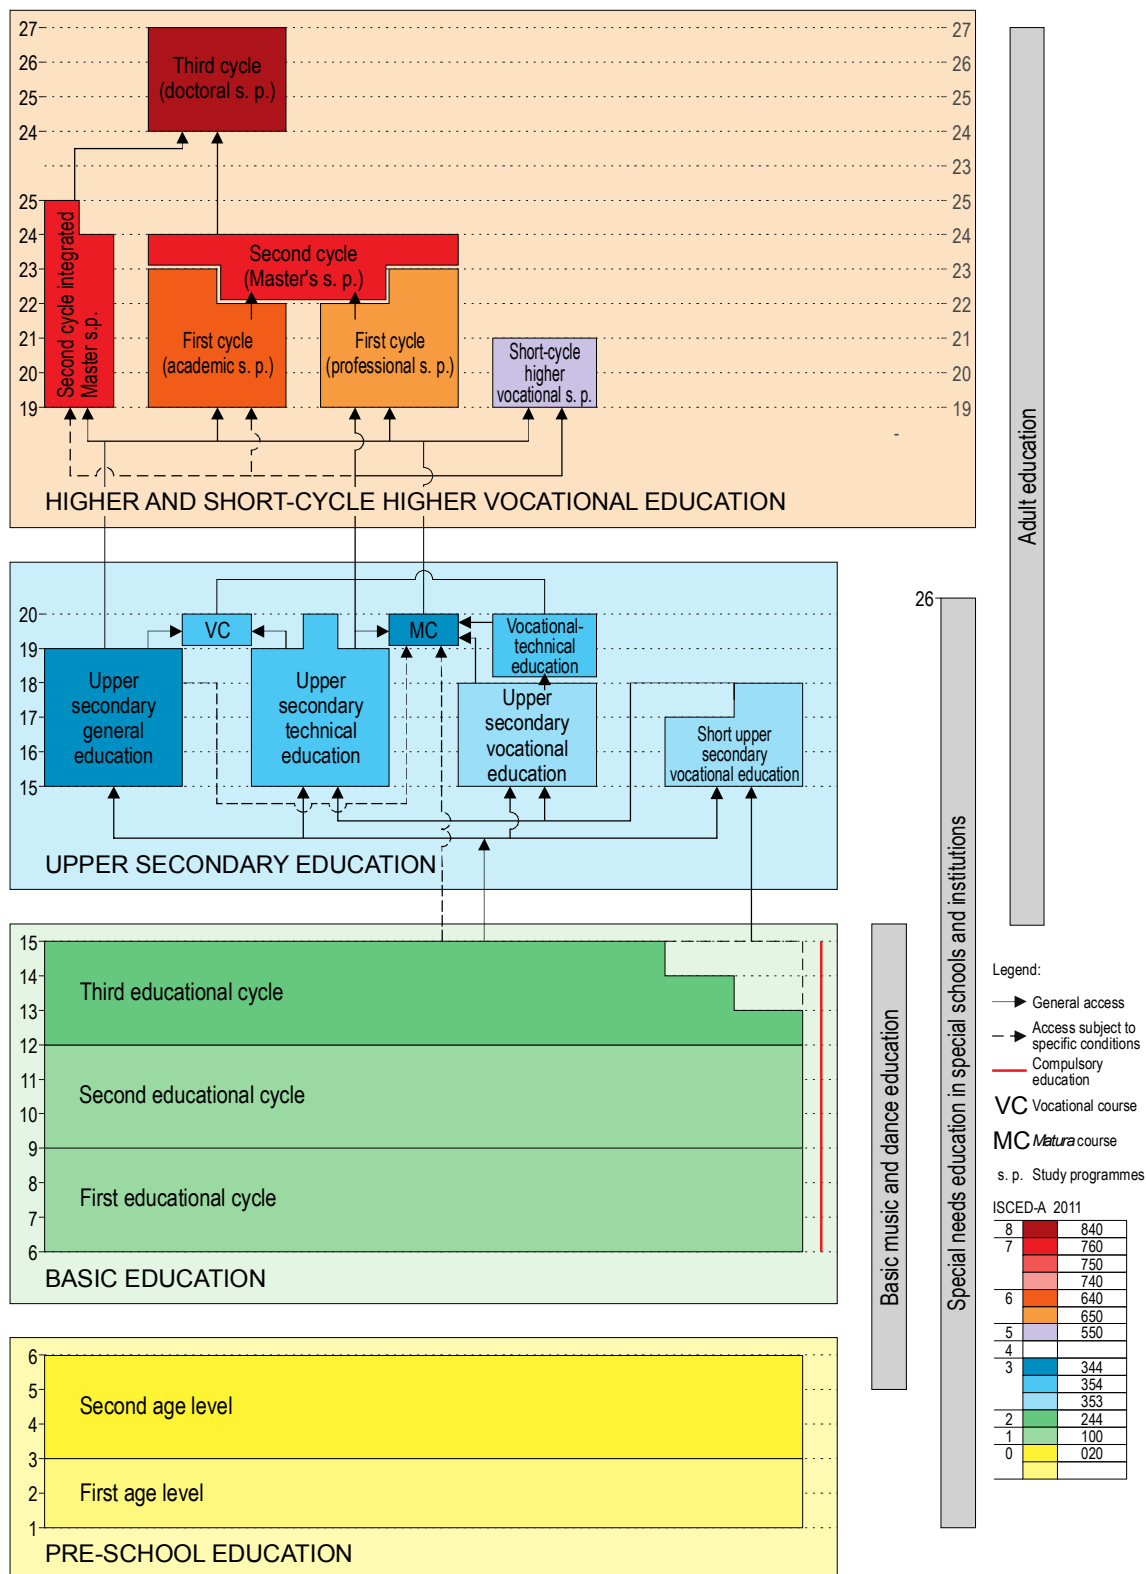 27
26
25
24
23
25
24
23
22
21
20
19
27
26
25
24
23
25
24
23
22
21
20
19
Third cycle
(doctoral s. p.)
Second cycle integrated
Master s.p.
Second cycle
(Master's s. p.)
First cycle
(academic s. p.)
First cycle
(professional s. p.)
Short-cycle
higher
vocational s. p.
-
HIGHER AND SHORT-CYCLE HIGHER VOCATIONAL EDUCATION
Adult education
20
19
18
17
16
15
VC
MC
Vocational-
technical
education
Upper
secondary
general
education
Upper
secondary
technical
education
Upper
secondary
vocational
education
Short upper
secondary
vocational education
UPPER SECONDARY EDUCATION
26
Special needs education in special schools and institutions
15
14
13
12
11
10
9
8
7
6
Third educational cycle
Second educational cycle
First educational cycle
BASIC EDUCATION
Basic music and dance education
6
5
4
3
2
1
Second age level
First age level
PRE-SCHOOL EDUCATION
Legend:
General access
Access subject to
specific conditions
Compulsory
education
VC Vocational course
MC Matura course
s. p. Study programmes
ISCED-A 2011
8 840
7 760
750
740
6 640
650
5 550
4
3 344
354
353
2 244
1 100
0 020